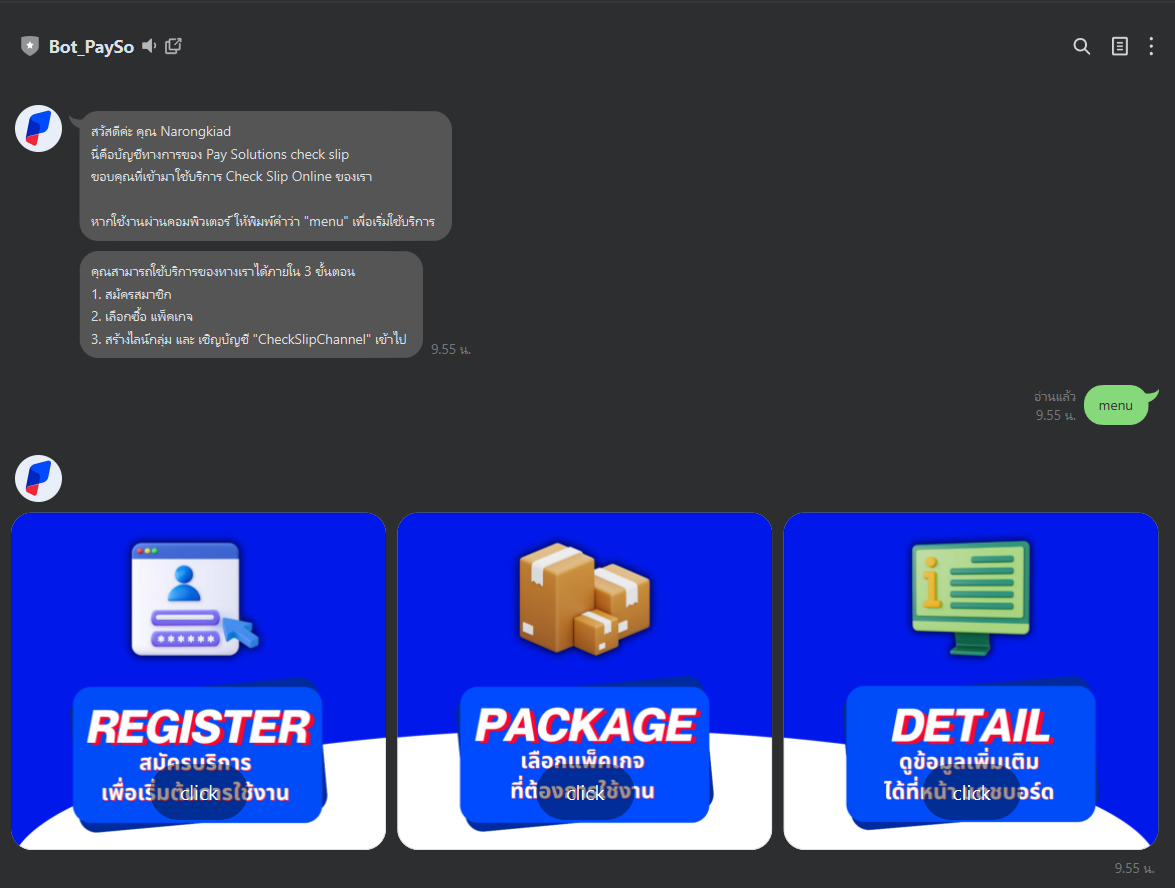 Bot_PaySo
สวัสดีค่ะ คุณ Narongkiad
นี่คือบัญชีทางการของ Pay Solutions check slip
ขอบคุณที่เข้ามาใช้บริการ Check Slip Online ของเรา
หากใช้งานผ่านคอมพิวเตอร์ ให้พิมพ์คำว่า "menu" เพื่อเริ่มใช้บริการ
คุณสามารถใช้บริการของทางเราได้ภายใน 3 ขั้นตอน
1. สมัครสมาชิก
2. เลือกซื้อ แพ็คเกจ
3. สร้างไลน์กลุ่ม และ เชิญบัญชี "CheckSlipChannel" เข้าไป
9.55 น.
อ่านแล้ว
9.55 น.
menu
REGISTER
สมัครบริการ
เพื่อเริ่มต้นการใช้งาน
click
PACKAGE
เลือกแพ็คเกจ
ที่ต้องการใช้งาน
click
DETAIL
ดูข้อมูลเพิ่มเติม
ได้ที่หน้าแดชบอร์ด
click
9.55 น.